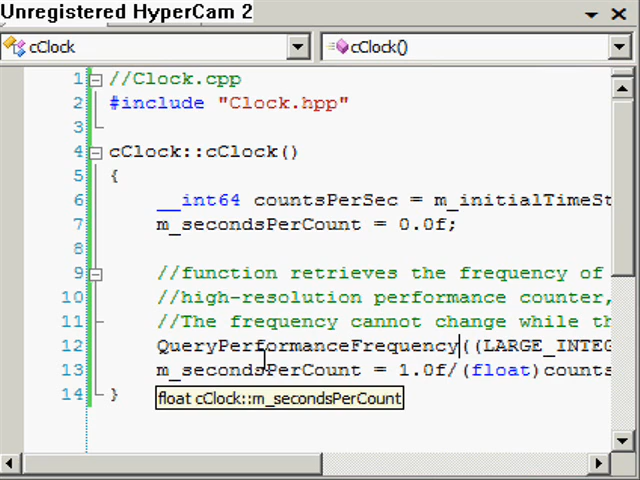 Unregistered HyperCam 2
cClock cClock()
1 //Clock.cpp
2 #include "Clock.hpp"
3
4 cClock::cClock()
5 {
6 __int64 countsPerSec = m_initialTimeSt
7 m_secondsPerCount = 0.0f;
8
9 //function retrieves the frequency of
10 //high-resolution performance counter,
11 //The frequency cannot change while th
12 QueryPerformanceFrequency((LARGE_INTEG
13 m_secondsPerCount = 1.0f/(float)counts
14 }
float cClock::m_secondsPerCount